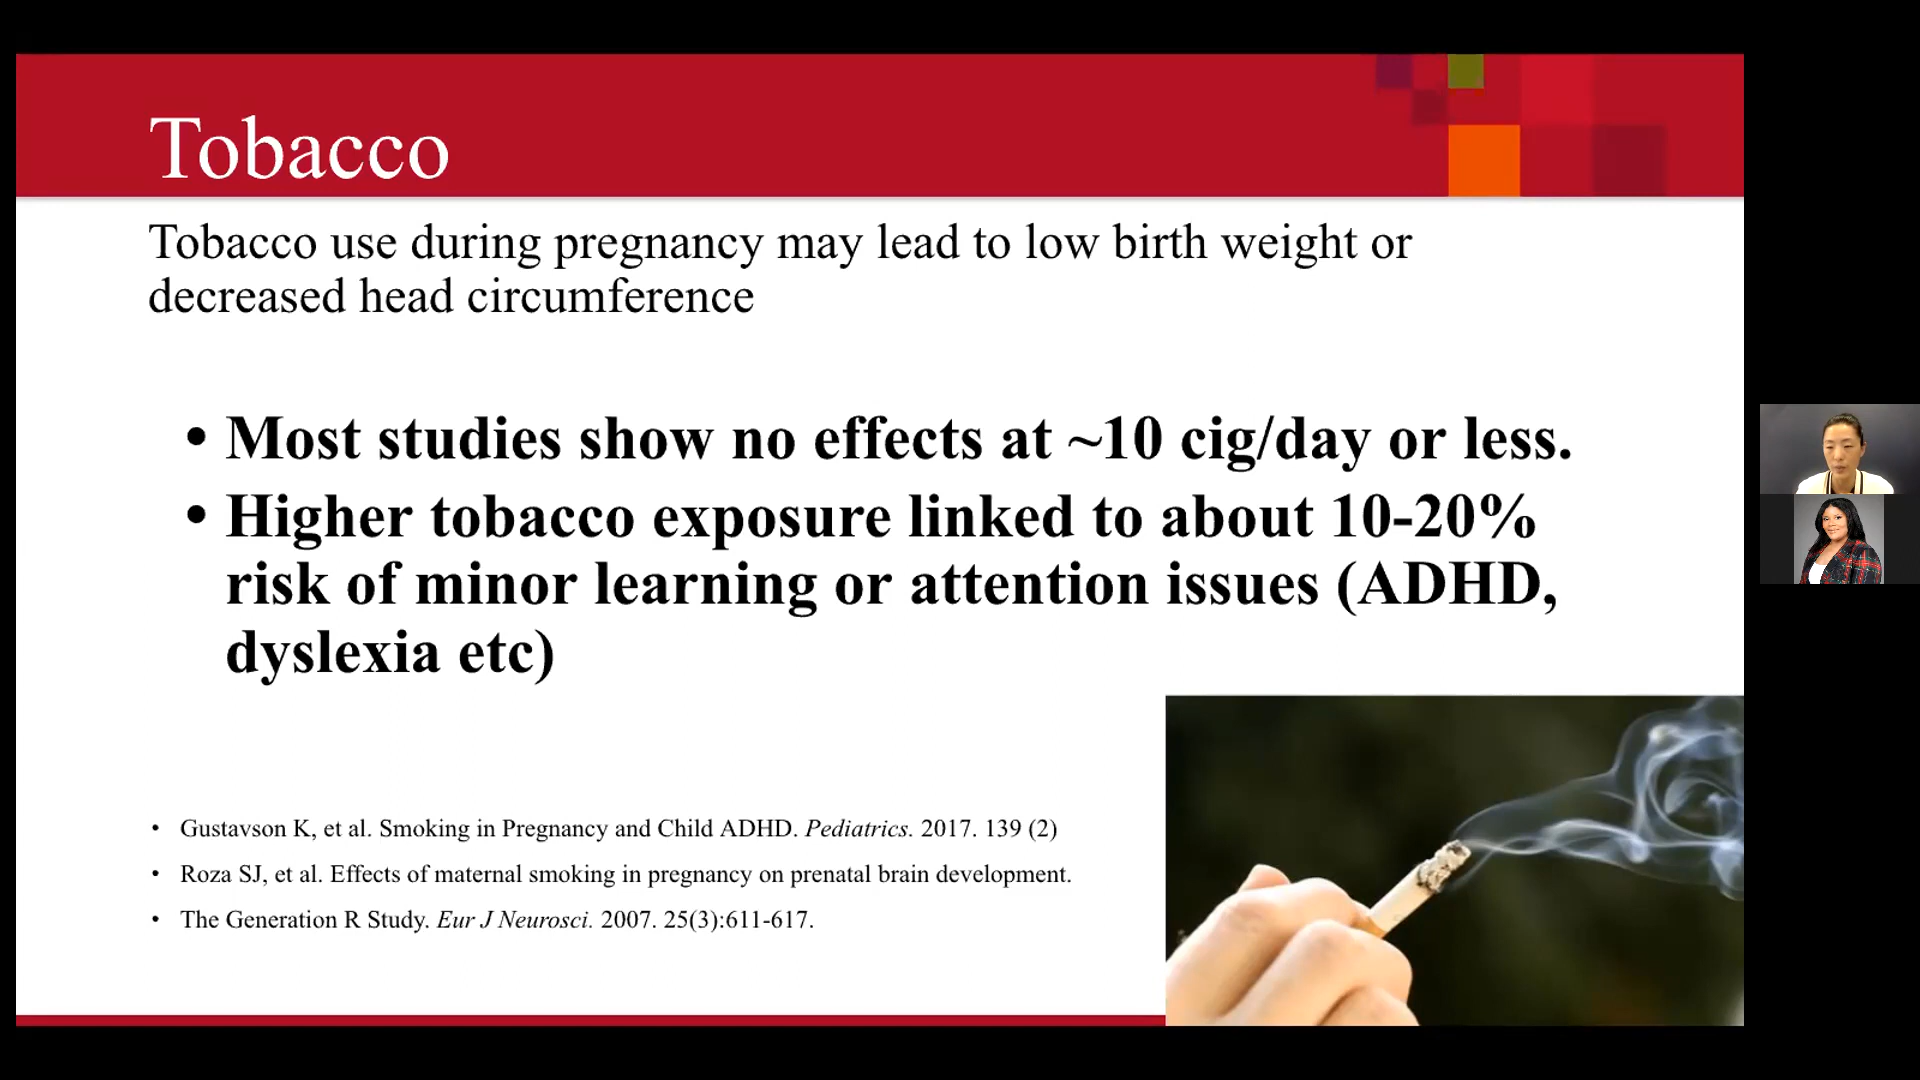 Tobacco
Tobacco use during pregnancy may lead to low birth weight or
decreased head circumference
• Most studies show no effects at ~10 cig/day or less.
• Higher tobacco exposure linked to about 10-20%
risk of minor learning or attention issues (ADHD,
dyslexia etc)
• Gustavson K, et al. Smoking in Pregnancy and Child ADHD. Pediatrics. 2017. 139 (2)
• Roza SJ, et al. Effects of maternal smoking in pregnancy on prenatal brain development.
• The Generation R Study. Eur J Neurosci. 2007. 25(3):611-617.